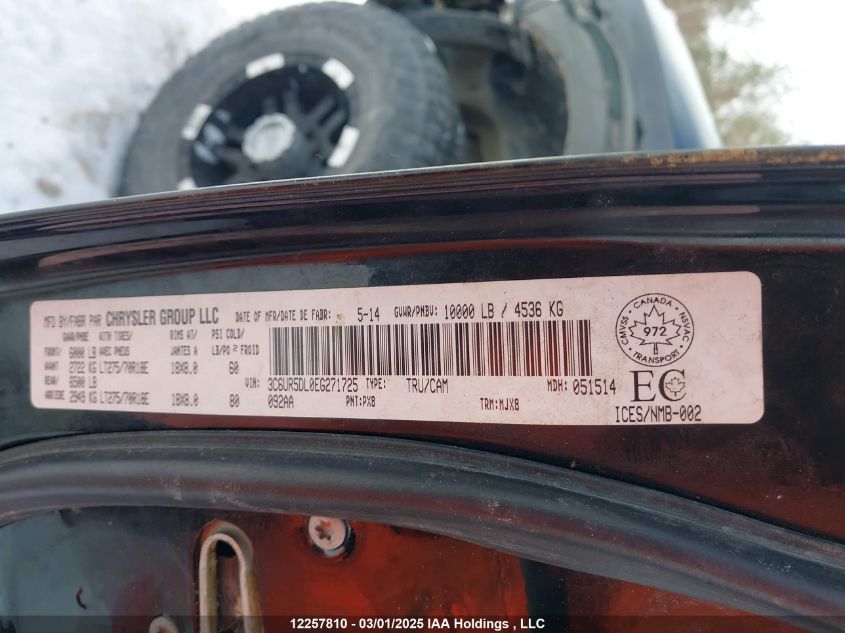 MFD BY/FABR PAR CHRYSLER GROUP LLC DATE OF MFR/DATE DE FABR: 5-14 GVWR/PNBV: 10000 LB / 4536 KG
GAWR/PNBE WITH TIRES/ RIMS AT/ PSI COLD/
FRONT/ 6000 LB AVEC PNEUS JANTES A LB/PO 2 FROID
AVANT 2722 KG LT275/70R18E 18X8.0 60
REAR/ 6500 LB
ARRIERE 2949 KG LT275/70R18E 18X8.0 80
VIN: 3C6UR5DL0EG271725 TYPE: TRU/CAM MDH: 051514
092AA PNT:PX8 TRM:MJX8
CANADA
CMVSS 972 NSVAC
TRANSPORT
EC
ICES/NMB-002
12257810 - 03/01/2025 IAA Holdings , LLC